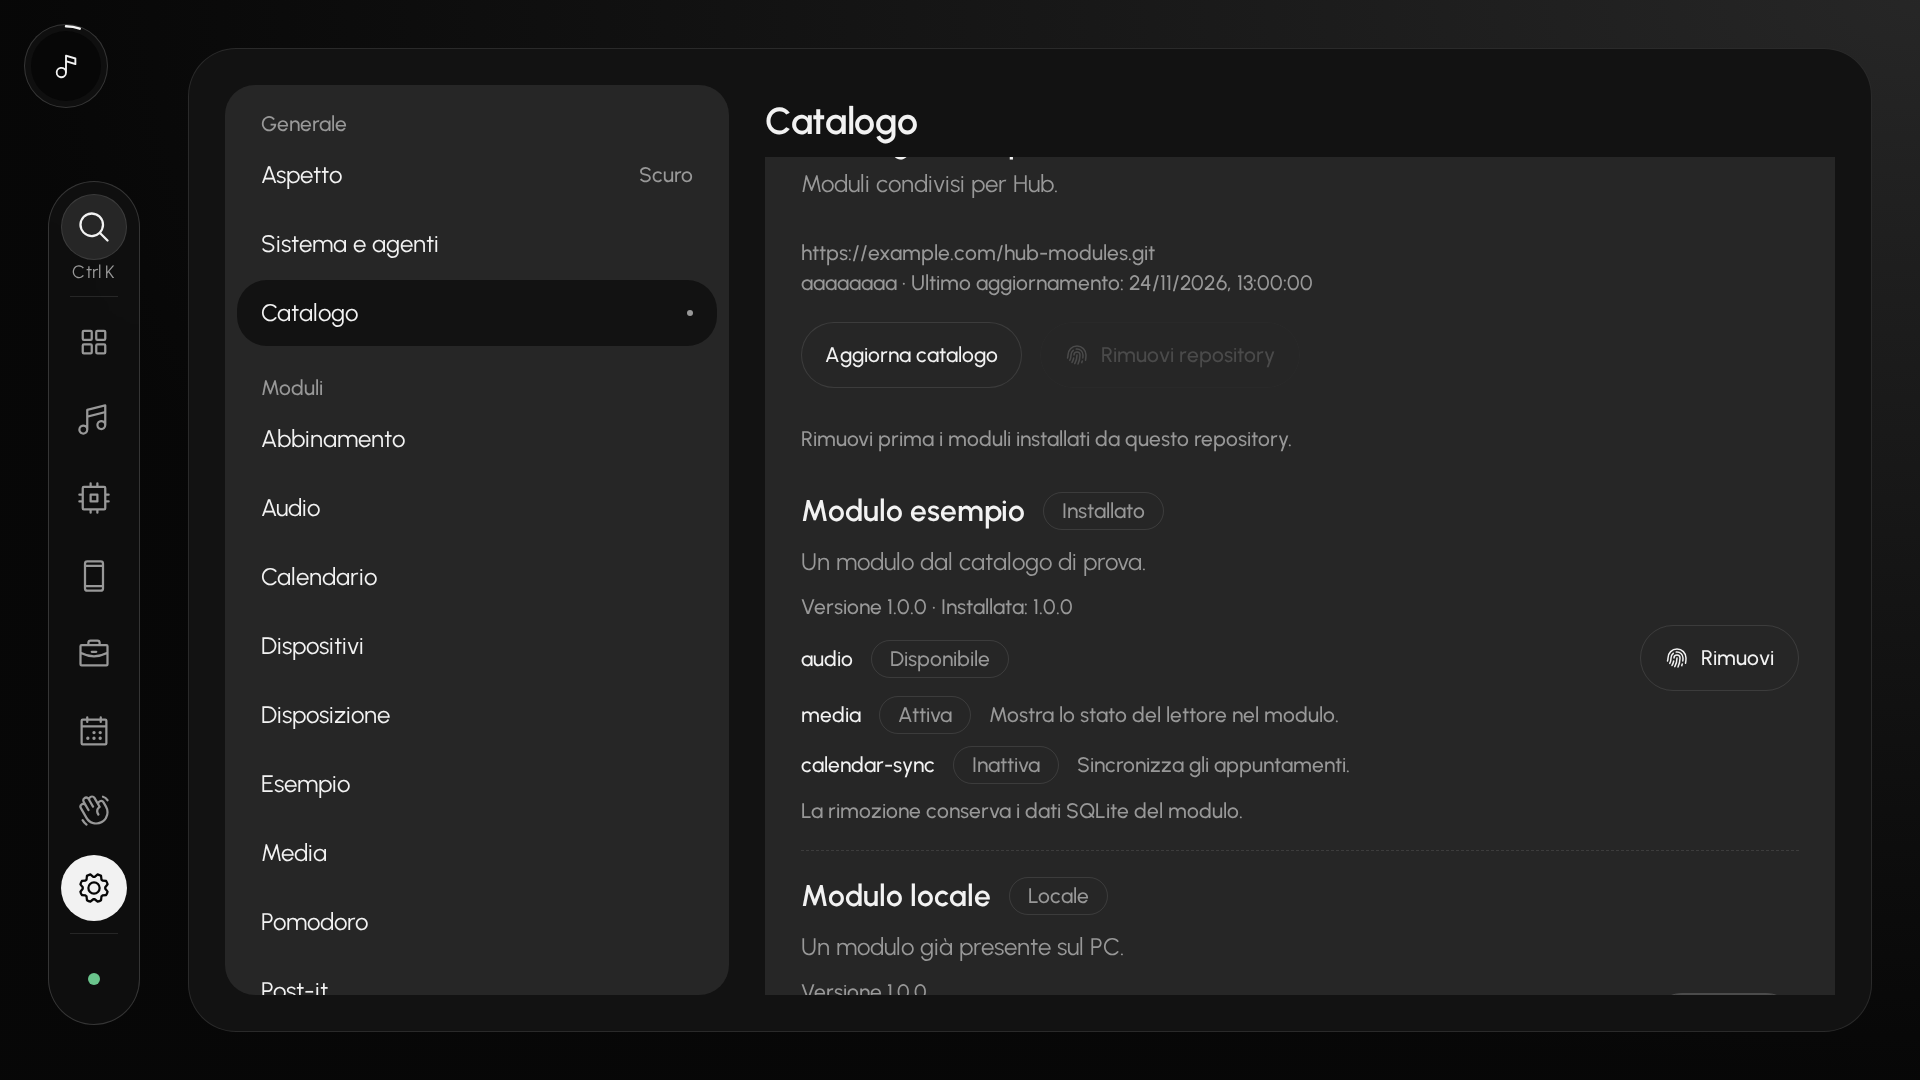 Ctrl K
Generale
Aspetto
Scuro
Sistema e agenti
Catalogo
Moduli
Abbinamento
Audio
Calendario
Dispositivi
Disposizione
Esempio
Media
Pomodoro
Post-it
Catalogo
Moduli condivisi per Hub.
https://example.com/hub-modules.git
aaaaaaaa · Ultimo aggiornamento: 24/11/2026, 13:00:00
Aggiorna catalogo
Rimuovi repository
Rimuovi prima i moduli installati da questo repository.
Modulo esempio Installato
Un modulo dal catalogo di prova.
Versione 1.0.0 · Installata: 1.0.0
audio Disponibile
Rimuovi
media Attiva Mostra lo stato del lettore nel modulo.
calendar-sync Inattiva Sincronizza gli appuntamenti.
La rimozione conserva i dati SQLite del modulo.
Modulo locale Locale
Un modulo già presente sul PC.
Versione 1.0.0